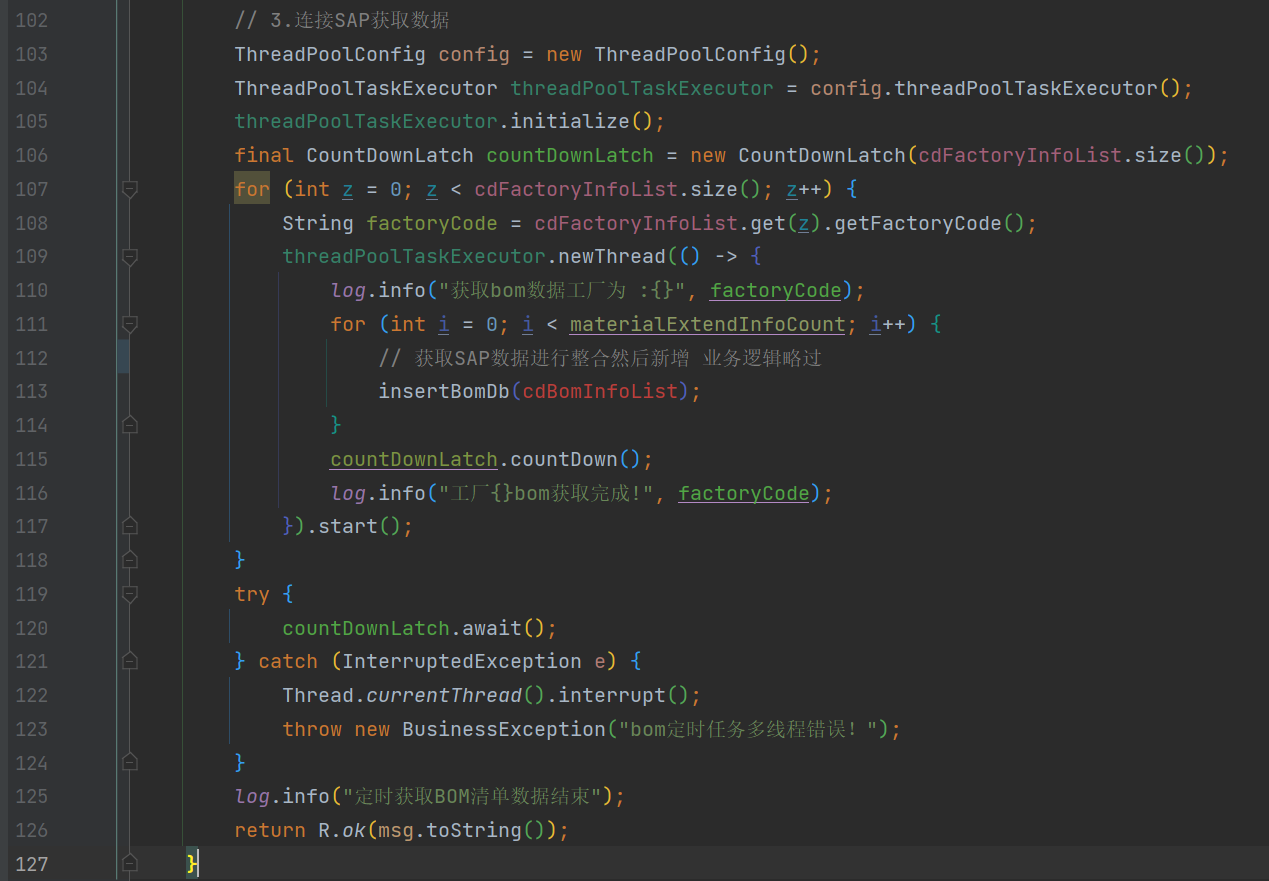 102 // 3.连接SAP获取数据
103 ThreadPoolConfig config = new ThreadPoolConfig();
104 ThreadPoolTaskExecutor threadPoolTaskExecutor = config.threadPoolTaskExecutor();
105 threadPoolTaskExecutor.initialize();
106 final CountDownLatch countDownLatch = new CountDownLatch(cdFactoryInfoList.size());
107 for (int z = 0; z < cdFactoryInfoList.size(); z++) {
108 String factoryCode = cdFactoryInfoList.get(z).getFactoryCode();
109 threadPoolTaskExecutor.newThread(() -> {
110 log.info("获取bom数据工厂为 :{}", factoryCode);
111 for (int i = 0; i < materialExtendInfoCount; i++) {
112 // 获取SAP数据进行整合然后新增 业务逻辑略过
113 insertBomDb(cdBomInfoList);
114 }
115 countDownLatch.countDown();
116 log.info("工厂{}bom获取完成!", factoryCode);
117 }).start();
118 }
119 try {
120 countDownLatch.await();
121 } catch (InterruptedException e) {
122 Thread.currentThread().interrupt();
123 throw new BusinessException("bom定时任务多线程错误！");
124 }
125 log.info("定时获取BOM清单数据结束");
126 return R.ok(msg.toString());
127 }